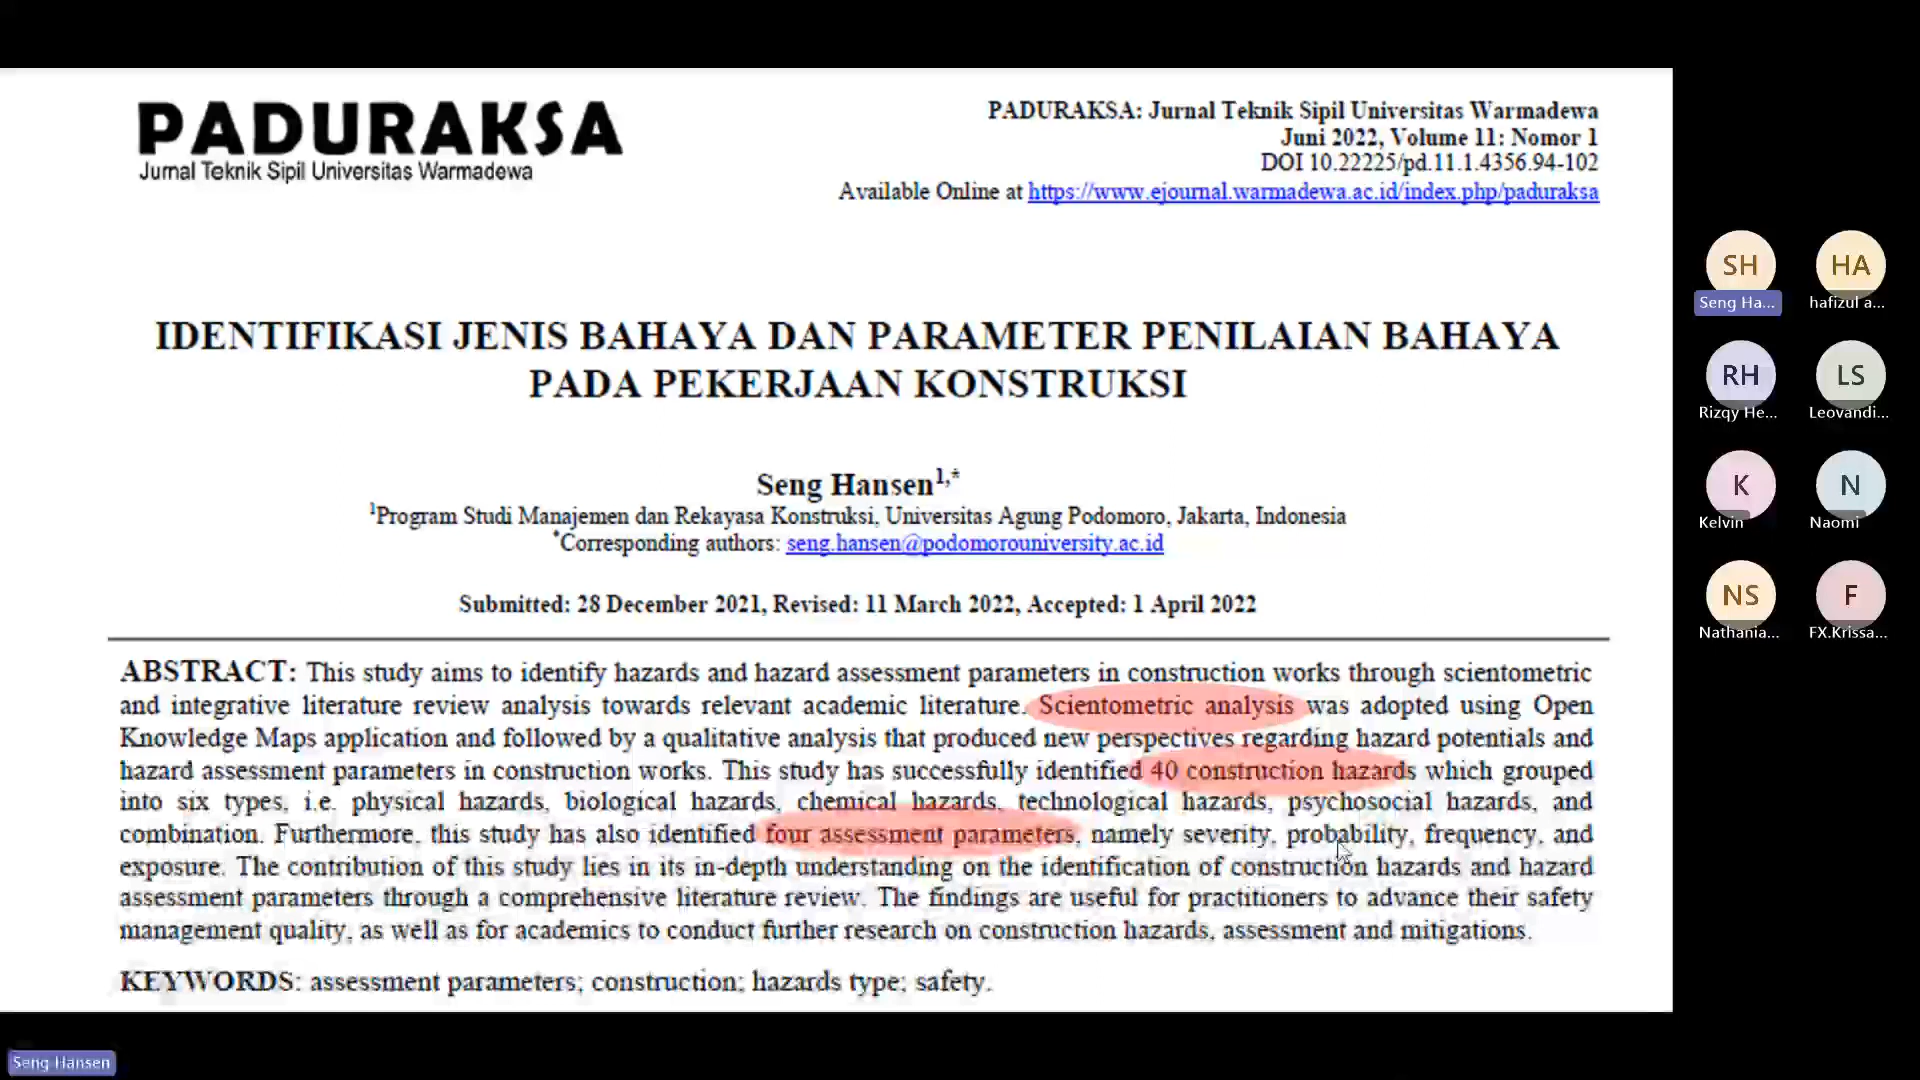 PADURAKSA
Jurnal Teknik Sipil Universitas Warmadewa
PADURAKSA: Jurnal Teknik Sipil Universitas Warmadewa
Juni 2022, Volume 11: Nomor 1
DOI 10.22225/pd.11.1.4356.94-102
Available Online at https://www.ejournal.warmadewa.ac.id/index.php/paduraksa
IDENTIFIKASI JENIS BAHAYA DAN PARAMETER PENILAIAN BAHAYA
PADA PEKERJAAN KONSTRUKSI
Seng Hansen1,*
1Program Studi Manajemen dan Rekayasa Konstruksi, Universitas Agung Podomoro, Jakarta, Indonesia
*Corresponding authors: seng.hansen@podomorouniversity.ac.id
Submitted: 28 December 2021, Revised: 11 March 2022, Accepted: 1 April 2022
ABSTRACT: This study aims to identify hazards and hazard assessment parameters in construction works through scientometric
and integrative literature review analysis towards relevant academic literature. Scientometric analysis was adopted using Open
Knowledge Maps application and followed by a qualitative analysis that produced new perspectives regarding hazard potentials and
hazard assessment parameters in construction works. This study has successfully identified 40 construction hazards which grouped
into six types, i.e. physical hazards, biological hazards, chemical hazards, technological hazards, psychosocial hazards, and
combination. Furthermore, this study has also identified four assessment parameters, namely severity, probability, frequency, and
exposure. The contribution of this study lies in its in-depth understanding on the identification of construction hazards and hazard
assessment parameters through a comprehensive literature review. The findings are useful for practitioners to advance their safety
management quality, as well as for academics to conduct further research on construction hazards, assessment and mitigations.
KEYWORDS: assessment parameters; construction; hazards type; safety.
SH
HA
Seng Ha...
hafizul a...
RH
LS
Rizqy He...
Leovandi...
K
N
Kelvin
Naomi
NS
F
Nathania...
FX.Krissa...
Seng Hansen